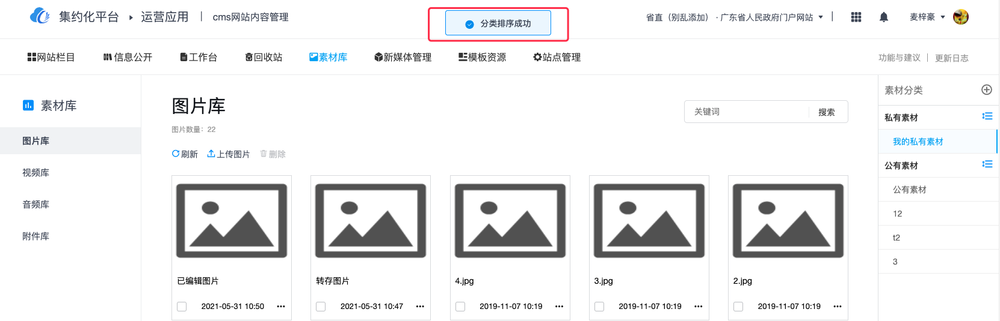 集约化平台 ▸ 运营应用 | cms网站内容管理
分类排序成功
省直（别乱添加）· 广东省人民政府门户网站
麦梓豪
网站栏目 信息公开 工作台 回收站 素材库 新媒体管理 模板资源 站点管理
功能与建议 | 更新日志
素材库
图片库
视频库
音频库
附件库
图片库
图片数量：22
关键词 搜索
刷新 上传图片 删除
已编辑图片
2021-05-31 10:50
转存图片
2021-05-31 10:47
4.jpg
2019-11-07 10:19
3.jpg
2019-11-07 10:19
2.jpg
2019-11-07 10:19
素材分类
私有素材
我的私有素材
公有素材
公有素材
12
t2
3